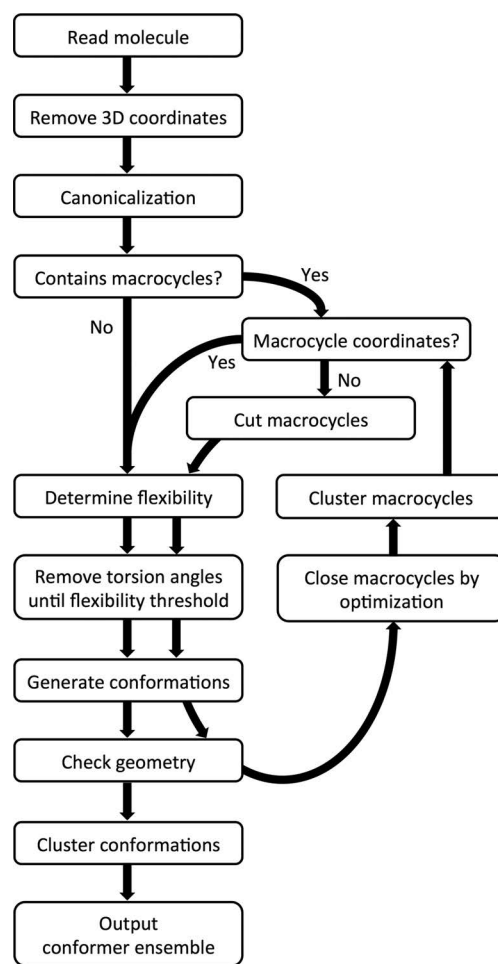 Read molecule
Remove 3D coordinates
Canonicalization
Contains macrocycles?
Yes
No
Macrocycle coordinates?
Yes
No
Cut macrocycles
Determine flexibility
Cluster macrocycles
Remove torsion angles
until flexibility threshold
Close macrocycles by
optimization
Generate conformations
Check geometry
Cluster conformations
Output
conformer ensemble